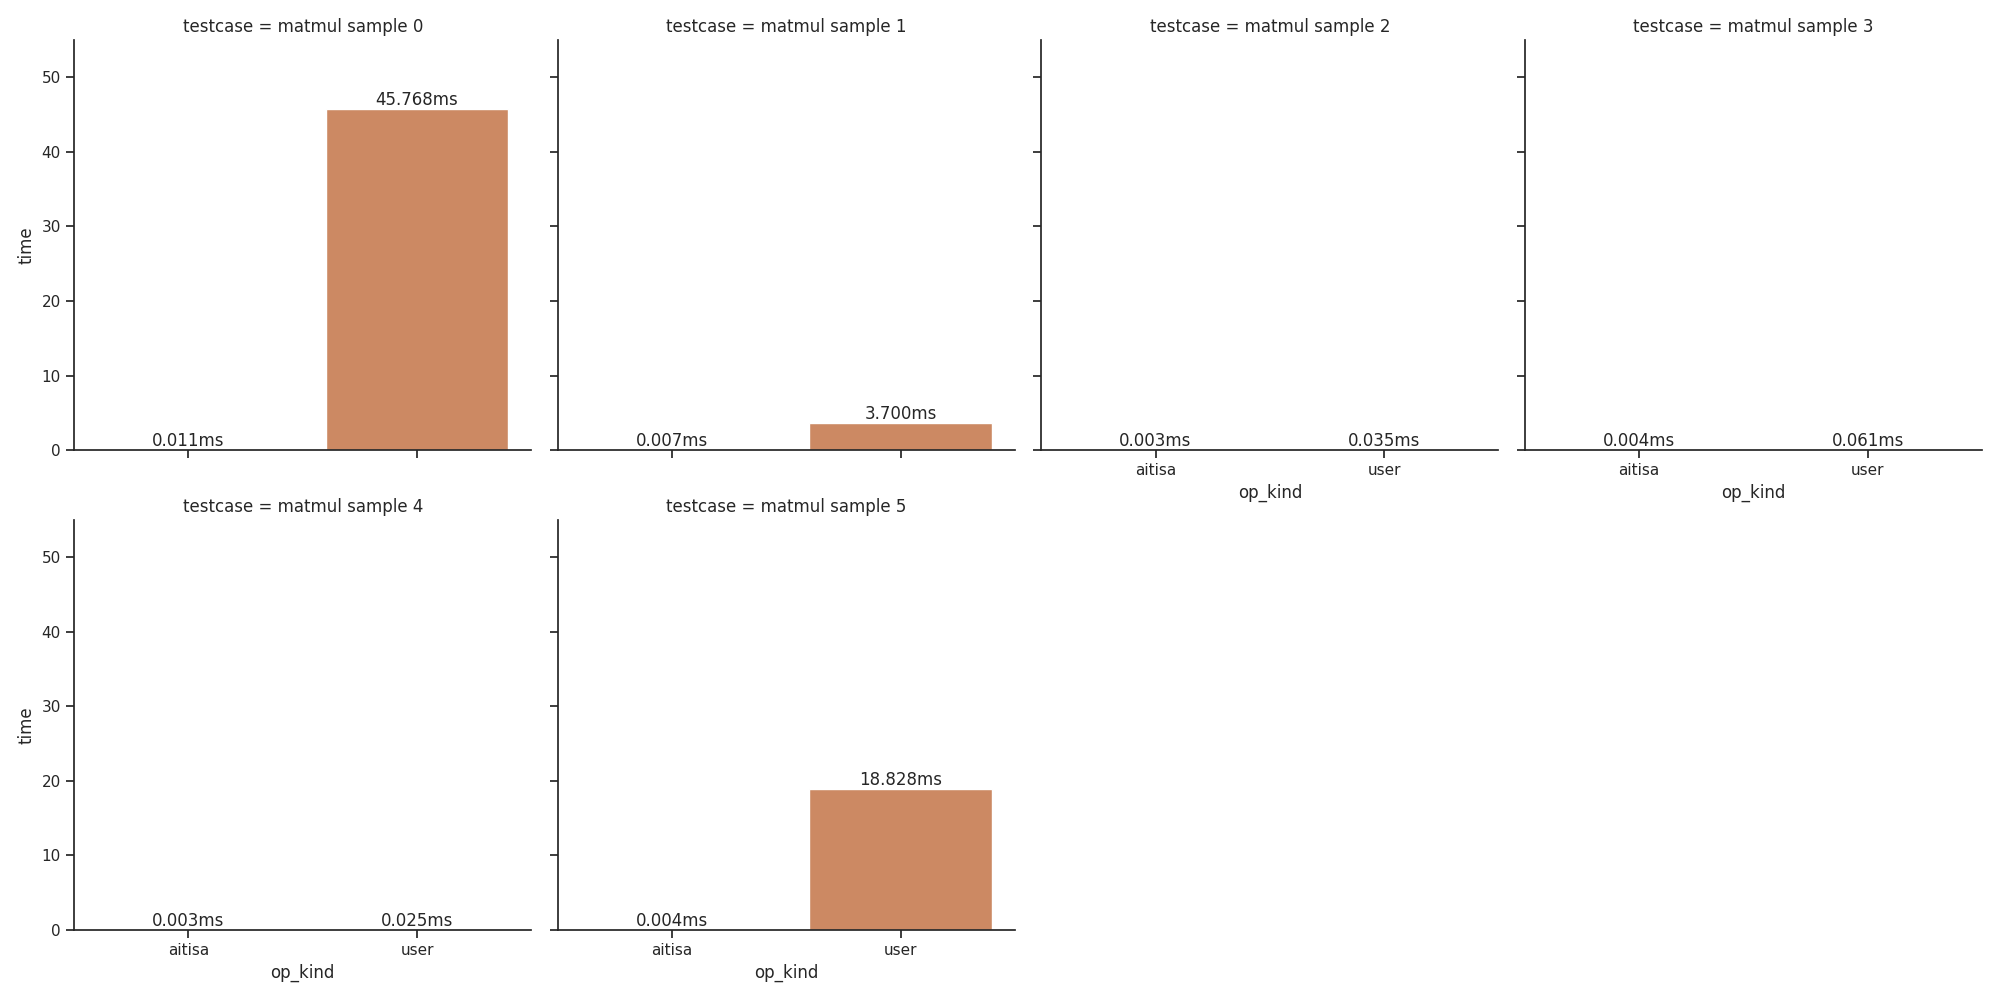 testcase = matmul sample 0
50
40
30
20
10
0
time
45.768ms
0.011ms
testcase = matmul sample 1
3.700ms
0.007ms
testcase = matmul sample 2
0.003ms
0.035ms
aitisa
user
op_kind
testcase = matmul sample 3
0.004ms
0.061ms
aitisa
user
op_kind
testcase = matmul sample 4
50
40
30
20
10
0
time
0.003ms
0.025ms
aitisa
user
op_kind
testcase = matmul sample 5
18.828ms
0.004ms
aitisa
user
op_kind